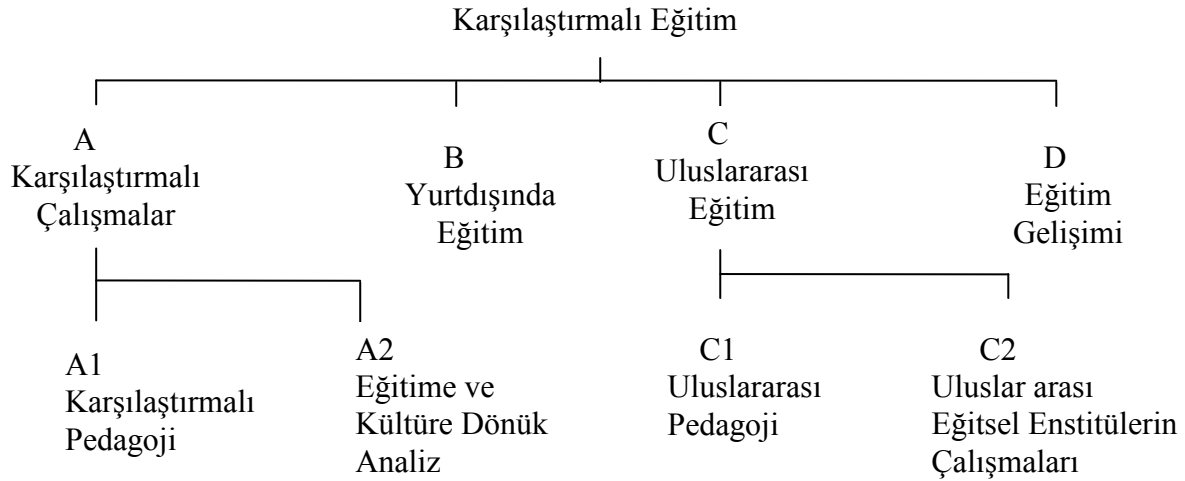 Karşılaştırmalı Eğitim
A
Karşılaştırmalı
Çalışmalar
B
Yurtdışında
Eğitim
C
Uluslararası
Eğitim
D
Eğitim
Gelişimi
A1
Karşılaştırmalı
Pedagoji
A2
Eğitime ve
Kültüre Dönük
Analiz
C1
Uluslararası
Pedagoji
C2
Uluslar arası
Eğitsel Enstitülerin
Çalışmaları